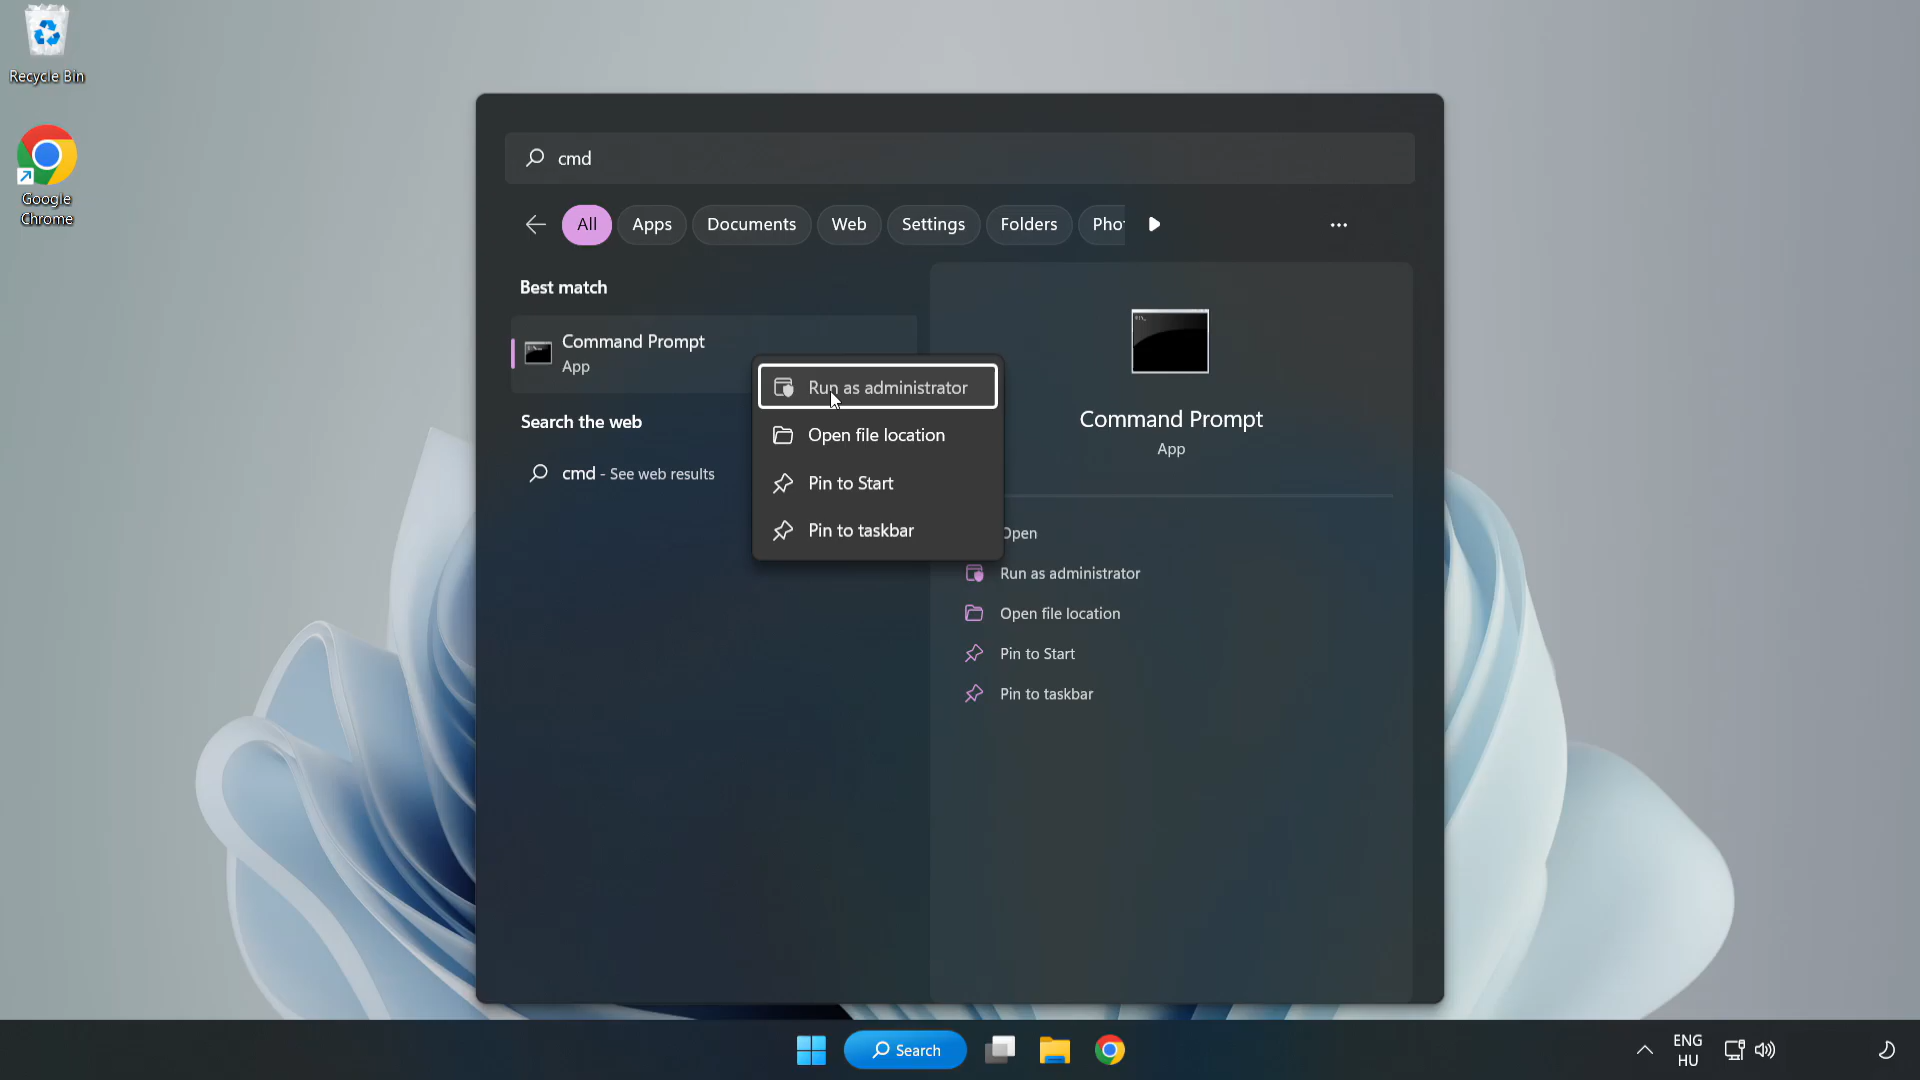 Recycle Bin
Google
Chrome
cmd
All
Apps
Documents
Web
Settings
Folders
Best match
Command Prompt
App
Search the web
cmd - See web results
Run as administrator
Open file location
Pin to Start
Pin to taskbar
Command Prompt
App
Open
Run as administrator
Open file location
Pin to Start
Pin to taskbar
Search
ENG
HU